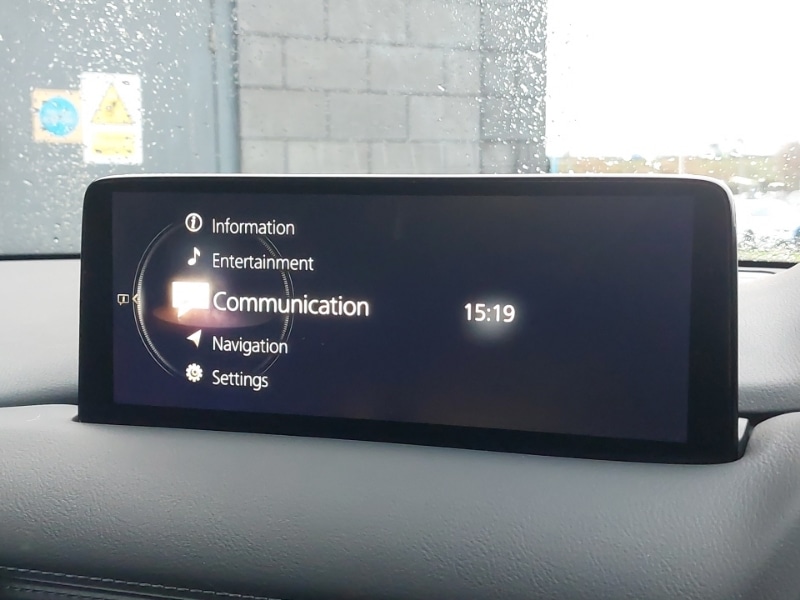 Information
Entertainment
Communication
15:19
Navigation
Settings